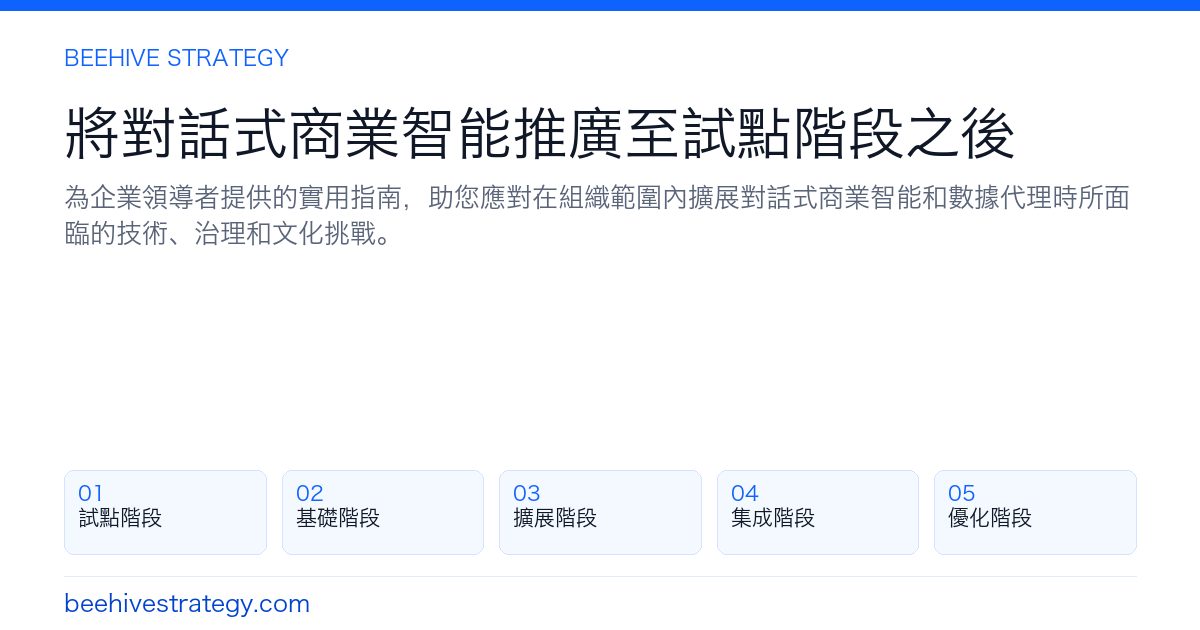 BEEHIVE STRATEGY
將對話式商業智能推廣至試點階段之後
為企業領導者提供的實用指南，助您應對在組織範圍內擴展對話式商業智能和數據代理時所面
臨的技術、治理和文化挑戰。
01
試點階段
02
基礎階段
03
擴展階段
04
集成階段
05
優化階段
beehivestrategy.com